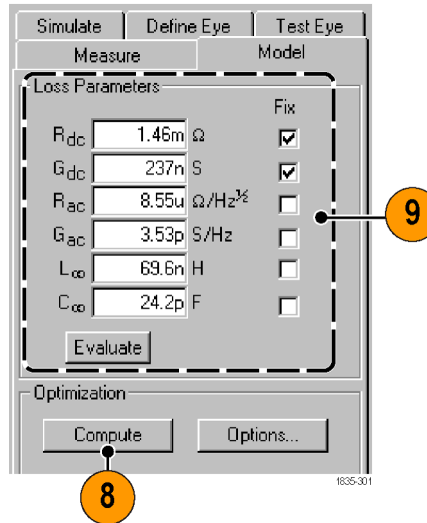 Simulate Define Eye Test Eye
Measure Model
Loss Parameters
Fix
Rdc 1.46m Ω
Gdc 237n S
Rac 8.55u Ω/Hz½
Gac 3.53p S/Hz
L∞ 69.6n H
C∞ 24.2p F
9
Evaluate
Optimization
Compute Options...
8
1835-301